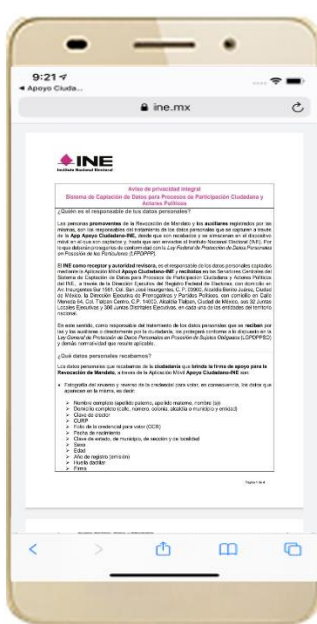 9:21
◀ Apoyo Ciuda...
ine.mx
INE
Instituto Nacional Electoral
Aviso de privacidad integral
Sistema de Captación de Datos para Procesos de Participación Ciudadana y
Actores Políticos
¿Quién es el responsable de tus datos personales?
Las personas promoventes de la Revocación de Mandato y los auxiliares registrados por las
mismas, son los responsables del tratamiento de los datos personales que se capturen a través
de la App Apoyo Ciudadano-INE, desde que son recabados y se almacenan en el dispositivo
móvil en el que son captados y, hasta que son enviados al Instituto Nacional Electoral (INE). Por
lo que deberán protegerlos de conformidad con la Ley Federal de Protección de Datos Personales
en Posesión de los Particulares (LFPDPPP).
El INE como receptor y autoridad revisora, es el responsable de los datos personales captados
mediante la Aplicación Móvil Apoyo Ciudadano-INE y recibidos en los Servidores Centrales del
Sistema de Captación de Datos para Procesos de Participación Ciudadana y Actores Políticos
del INE, a través de la Dirección Ejecutiva del Registro Federal de Electores, con domicilio en
Av. Insurgentes Sur 1561, Col. San José Insurgentes, C.P. 03900, Alcaldía Benito Juárez, Ciudad
de México, la Dirección Ejecutiva de Prerrogativas y Partidos Políticos, con domicilio en Calle
Moneda 64, Col. Tlalpan Centro, C.P. 14000, Alcaldía Tlalpan, Ciudad de México, sus 32 Juntas
Locales Ejecutivas y 300 Juntas Distritales Ejecutivas, en cada una de las entidades del territorio
nacional.
En este sentido, como responsable del tratamiento de los datos personales que se reciban por
las y los auxiliares o directamente por la ciudadanía, los protegerá conforme a lo dispuesto en la
Ley General de Protección de Datos Personales en Posesión de Sujetos Obligados (LGPDPPSO)
y demás normatividad que resulte aplicable.
¿Qué datos personales recabamos?
Los datos personales que recabamos de la ciudadanía que brinda la firma de apoyo para la
Revocación de Mandato, a través de la Aplicación Móvil Apoyo Ciudadano-INE son:
• Fotografía del anverso y reverso de la credencial para votar, en consecuencia, los datos que
aparecen en la misma, es decir:
➢ Nombre completo (apellido paterno, apellido materno, nombre (s))
➢ Domicilio completo (calle, número, colonia, alcaldía o municipio y entidad)
➢ Clave de elector
➢ CURP
➢ Folio de la credencial para votar (OCR)
➢ Fecha de nacimiento
➢ Clave de estado, de municipio, de sección y de localidad
➢ Sexo
➢ Edad
➢ Año de registro (emisión)
➢ Huella dactilar
➢ Firma